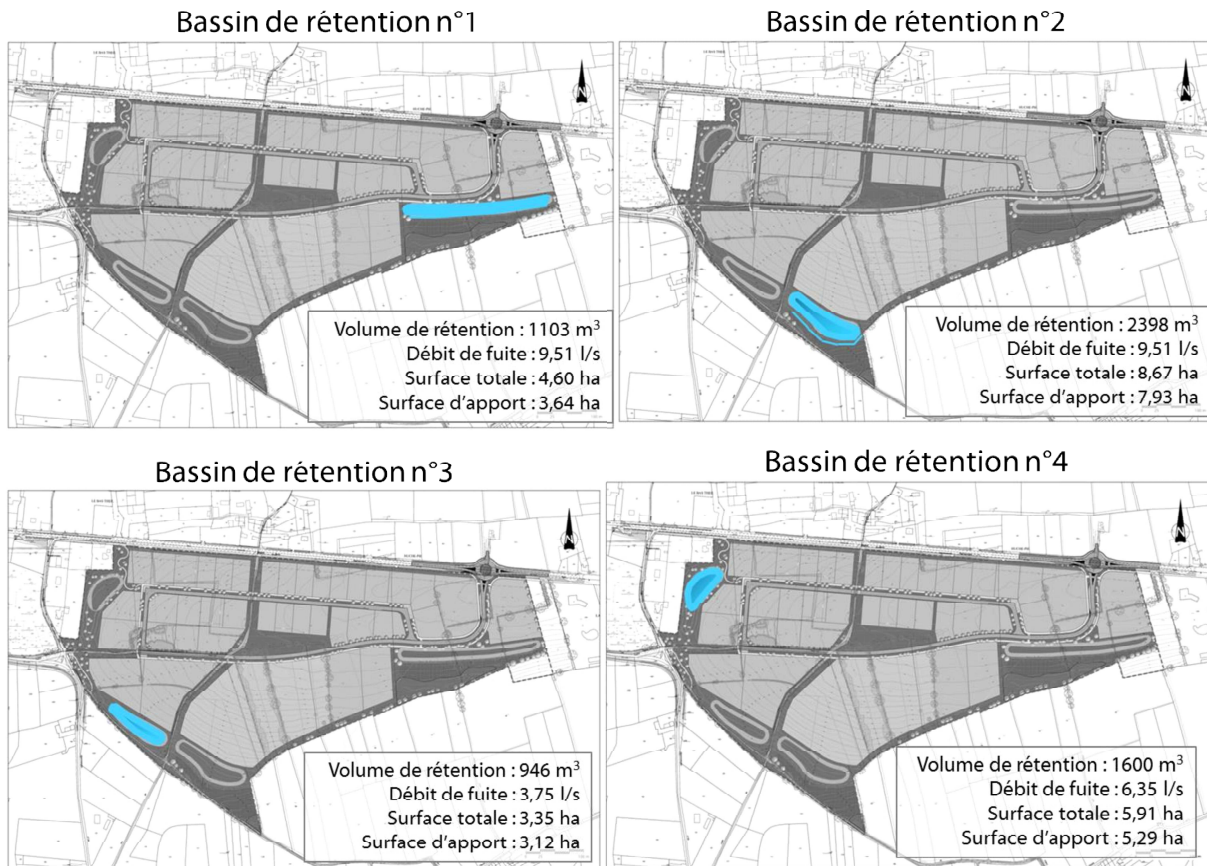 Bassin de rétention n°1
Volume de rétention : 1103 m³
Débit de fuite : 9,51 l/s
Surface totale : 4,60 ha
Surface d'apport : 3,64 ha
Bassin de rétention n°2
Volume de rétention : 2398 m³
Débit de fuite : 9,51 l/s
Surface totale : 8,67 ha
Surface d'apport : 7,93 ha
Bassin de rétention n°3
Volume de rétention : 946 m³
Débit de fuite : 3,75 l/s
Surface totale : 3,35 ha
Surface d'apport : 3,12 ha
Bassin de rétention n°4
Volume de rétention : 1600 m³
Débit de fuite : 6,35 l/s
Surface totale : 5,91 ha
Surface d'apport : 5,29 ha